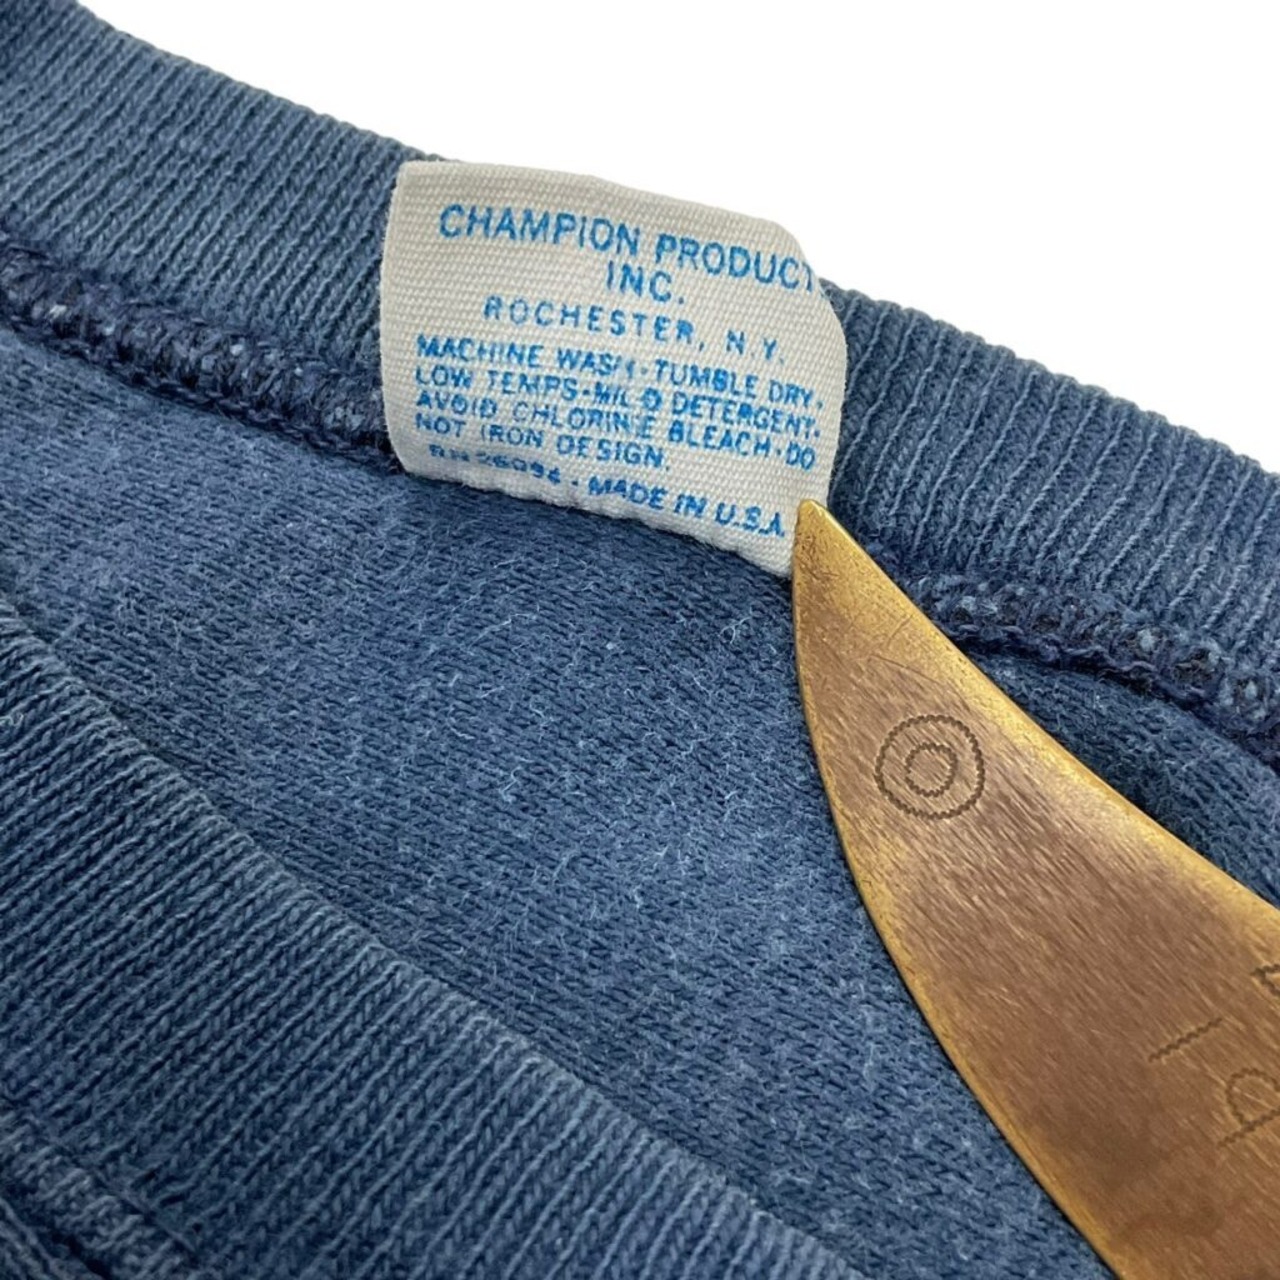 CHAMPION PRODUCT
INC.
ROCHESTER, N.Y.
MACHINE WASH·TUMBLE DRY.
LOW TEMPS·MILD DETERGENT·
AVOID CHLORINE BLEACH·DO
NOT IRON DESIGN.
RN26094 · MADE IN U.S.A.